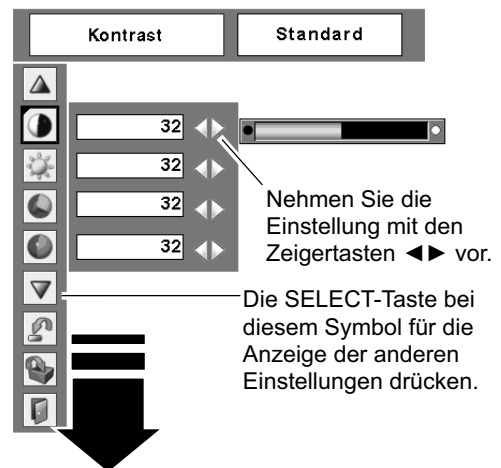 Kontrast Standard
32
32
32
32
Nehmen Sie die
Einstellung mit den
Zeigertasten ◄► vor.
Die SELECT-Taste bei
diesem Symbol für die
Anzeige der anderen
Einstellungen drücken.